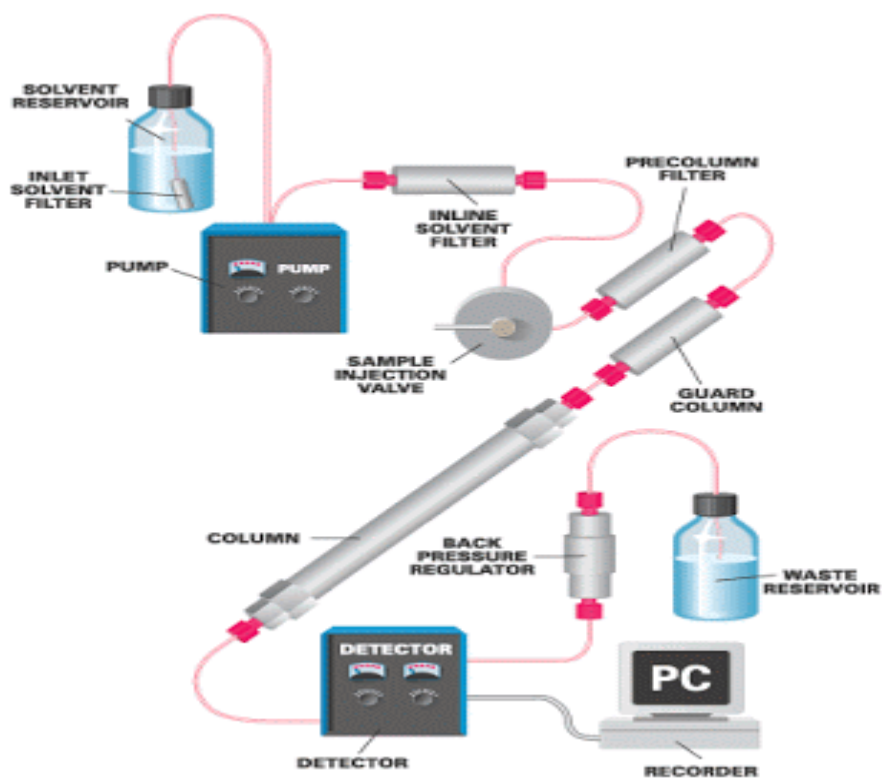 SOLVENT
RESERVOIR
INLET
SOLVENT
FILTER
PUMP
PUMP
INLINE
SOLVENT
FILTER
PRECOLUMN
FILTER
SAMPLE
INJECTION
VALVE
GUARD
COLUMN
COLUMN
BACK
PRESSURE
REGULATOR
WASTE
RESERVOIR
DETECTOR
DETECTOR
PC
RECORDER